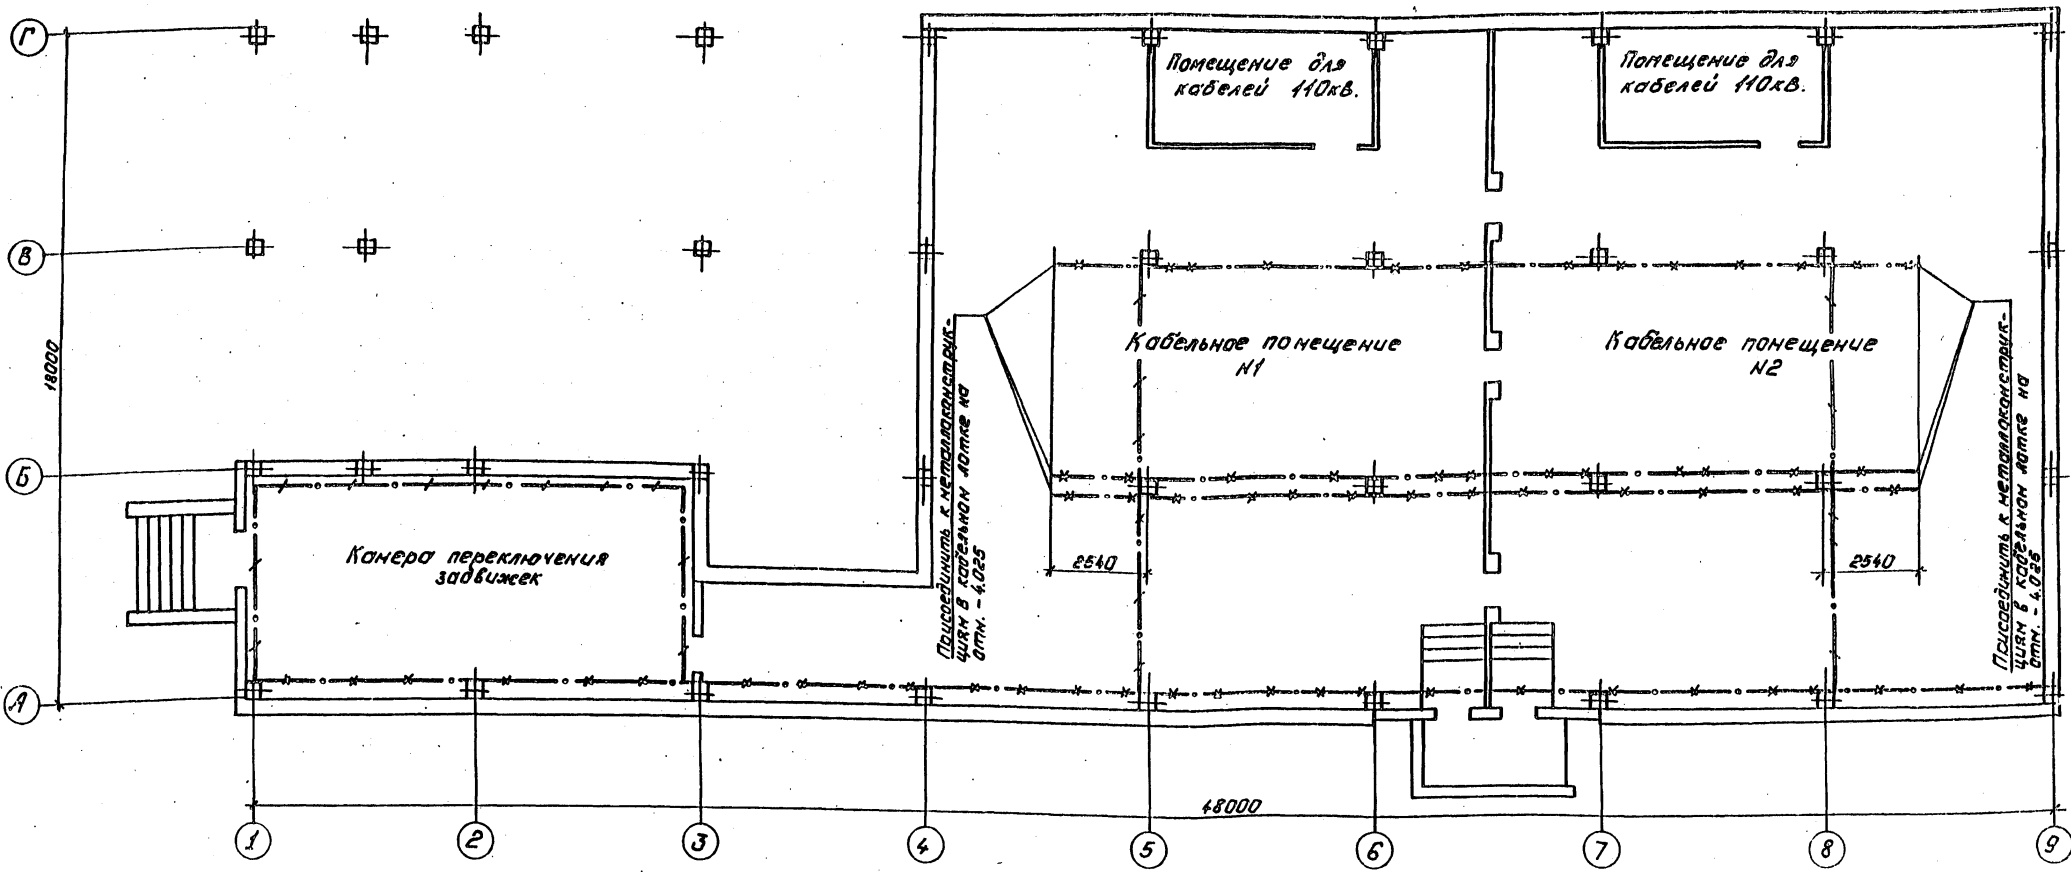 Г
Помещение для
кабелей 110кв.
Помещение для
кабелей 110кв.
В
18000
Кабельное помещение
N1
Кабельное помещение
N2
Присоединить к металлоконструк-
циям в кабельном лотке на
отм. -4.025
Присоединить к металлоконструк-
циям в кабельном лотке на
отм. -4.025
Б
Камера переключения
задвижек
2540
2540
А
48000
1
2
3
4
5
6
7
8
9